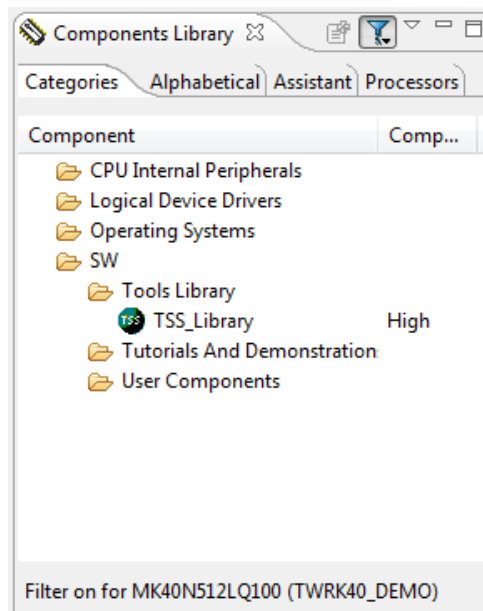 Components Library
Categories Alphabetical Assistant Processors
Component Comp...
CPU Internal Peripherals
Logical Device Drivers
Operating Systems
SW
Tools Library
TSS TSS_Library High
Tutorials And Demonstration
User Components
Filter on for MK40N512LQ100 (TWRK40_DEMO)